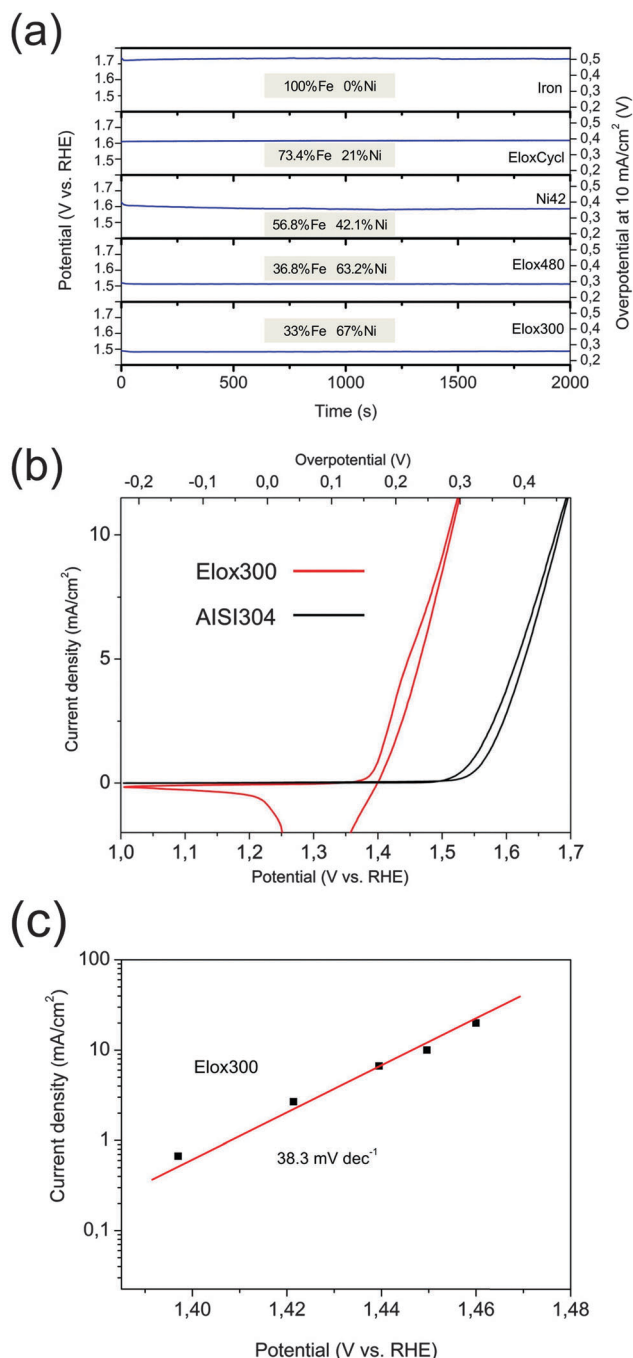 (a)
1.7
1.6
1.5
100%Fe 0%Ni
Iron
0,5
0,4
0,3
0,2
1.7
1.6
1.5
73.4%Fe 21%Ni
EloxCycl
0,5
0,4
0,3
0,2
1.7
1.6
1.5
56.8%Fe 42.1%Ni
Ni42
0,5
0,4
0,3
0,2
1.7
1.6
1.5
36.8%Fe 63.2%Ni
Elox480
0,5
0,4
0,3
0,2
1.7
1.6
1.5
33%Fe 67%Ni
Elox300
0,5
0,4
0,3
0,2
Potential (V vs. RHE)
Overpotential at 10 mA/cm² (V)
0 500 1000 1500 2000
Time (s)
(b)
Overpotential (V)
-0,2 -0,1 0,0 0,1 0,2 0,3 0,4
10
5
0
Current density (mA/cm²)
Elox300
AISI304
1,0 1,1 1,2 1,3 1,4 1,5 1,6 1,7
Potential (V vs. RHE)
(c)
100
10
1
0,1
Current density (mA/cm²)
Elox300
38.3 mV dec⁻¹
1,40 1,42 1,44 1,46 1,48
Potential (V vs. RHE)